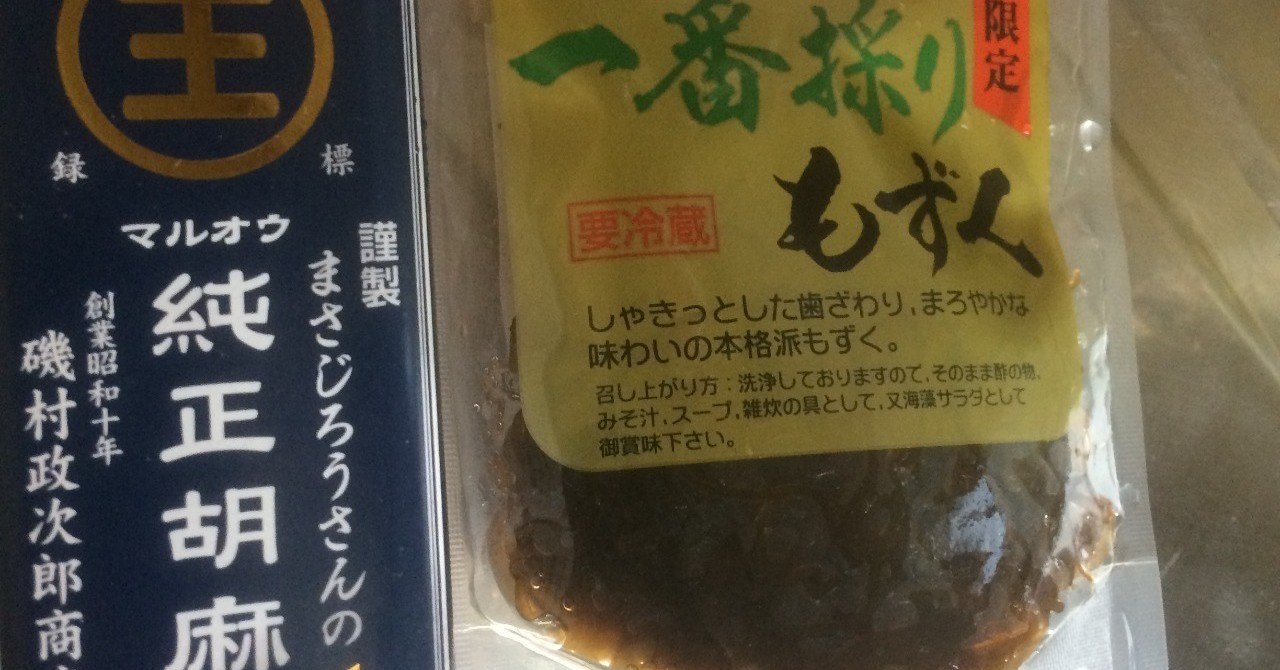 王
録 標
マルオウ
謹製
まさじろうさんの
純正胡麻
創業昭和十年
磯村政次郎商
限定
一番採り
もずく
要冷蔵
しゃきっとした歯ざわり、まろやかな
味わいの本格派もずく。
召し上がり方：洗浄しておりますので、そのまま酢の物、
みそ汁、スープ、雑炊の具として、又海藻サラダとして
御賞味下さい。